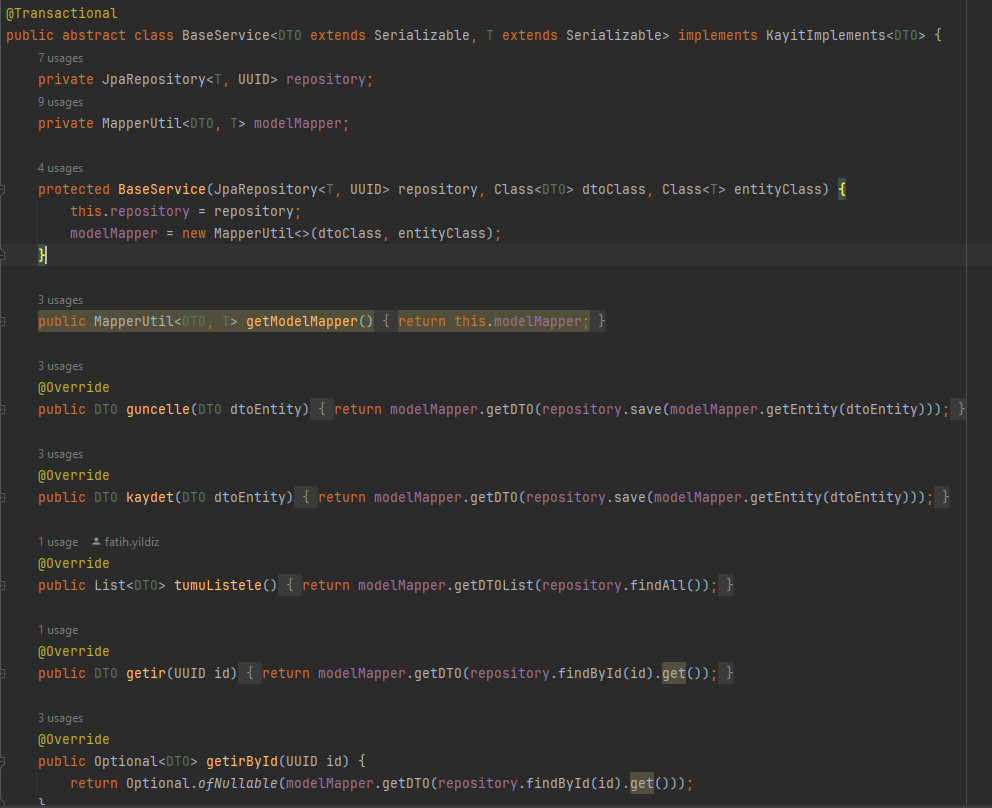 @Transactional
public abstract class BaseService<DTO extends Serializable, T extends Serializable> implements KayitImplements<DTO> {
7 usages
private JpaRepository<T, UUID> repository;
9 usages
private MapperUtil<DTO, T> modelMapper;
4 usages
protected BaseService(JpaRepository<T, UUID> repository, Class<DTO> dtoClass, Class<T> entityClass) {
this.repository = repository;
modelMapper = new MapperUtil<>(dtoClass, entityClass);
}
3 usages
public MapperUtil<DTO, T> getModelMapper() { return this.modelMapper; }
3 usages
@Override
public DTO guncelle(DTO dtoEntity) { return modelMapper.getDTO(repository.save(modelMapper.getEntity(dtoEntity))); }
3 usages
@Override
public DTO kaydet(DTO dtoEntity) { return modelMapper.getDTO(repository.save(modelMapper.getEntity(dtoEntity))); }
1 usage fatih.yildiz
@Override
public List<DTO> tumuListele() { return modelMapper.getDTOList(repository.findAll()); }
1 usage
@Override
public DTO getir(UUID id) { return modelMapper.getDTO(repository.findById(id).get()); }
3 usages
@Override
public Optional<DTO> getirById(UUID id) {
return Optional.ofNullable(modelMapper.getDTO(repository.findById(id).get()));
}